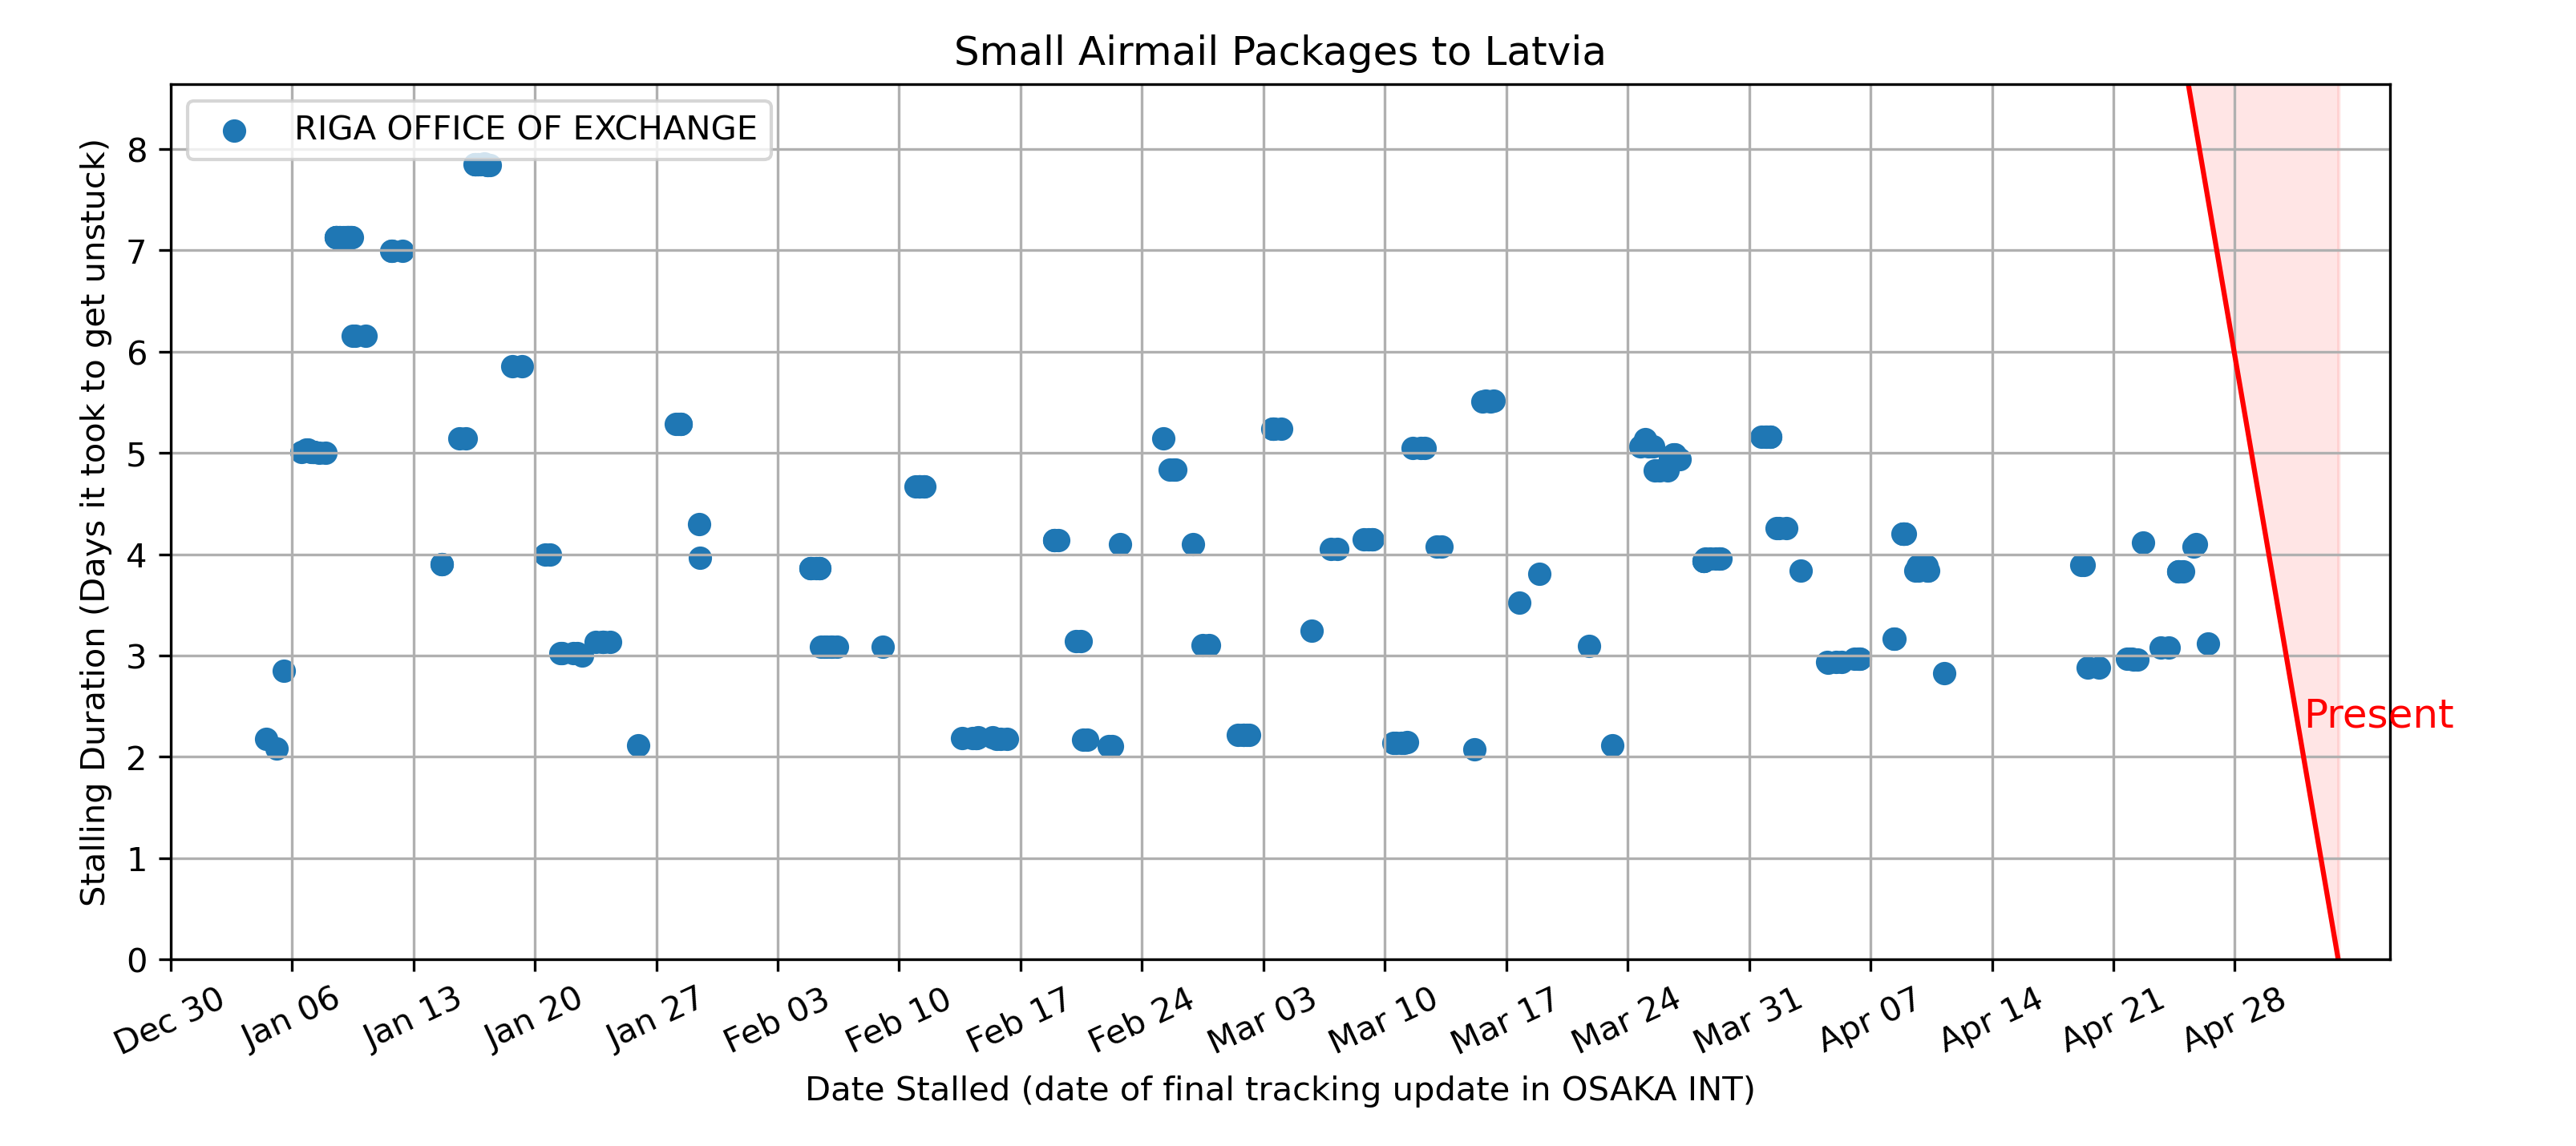 Small Airmail Packages to Latvia
RIGA OFFICE OF EXCHANGE
Stalling Duration (Days it took to get unstuck)
8
7
6
5
4
3
2
1
0
Present
Dec 30
Jan 06
Jan 13
Jan 20
Jan 27
Feb 03
Feb 10
Feb 17
Feb 24
Mar 03
Mar 10
Mar 17
Mar 24
Mar 31
Apr 07
Apr 14
Apr 21
Apr 28
Date Stalled (date of final tracking update in OSAKA INT)